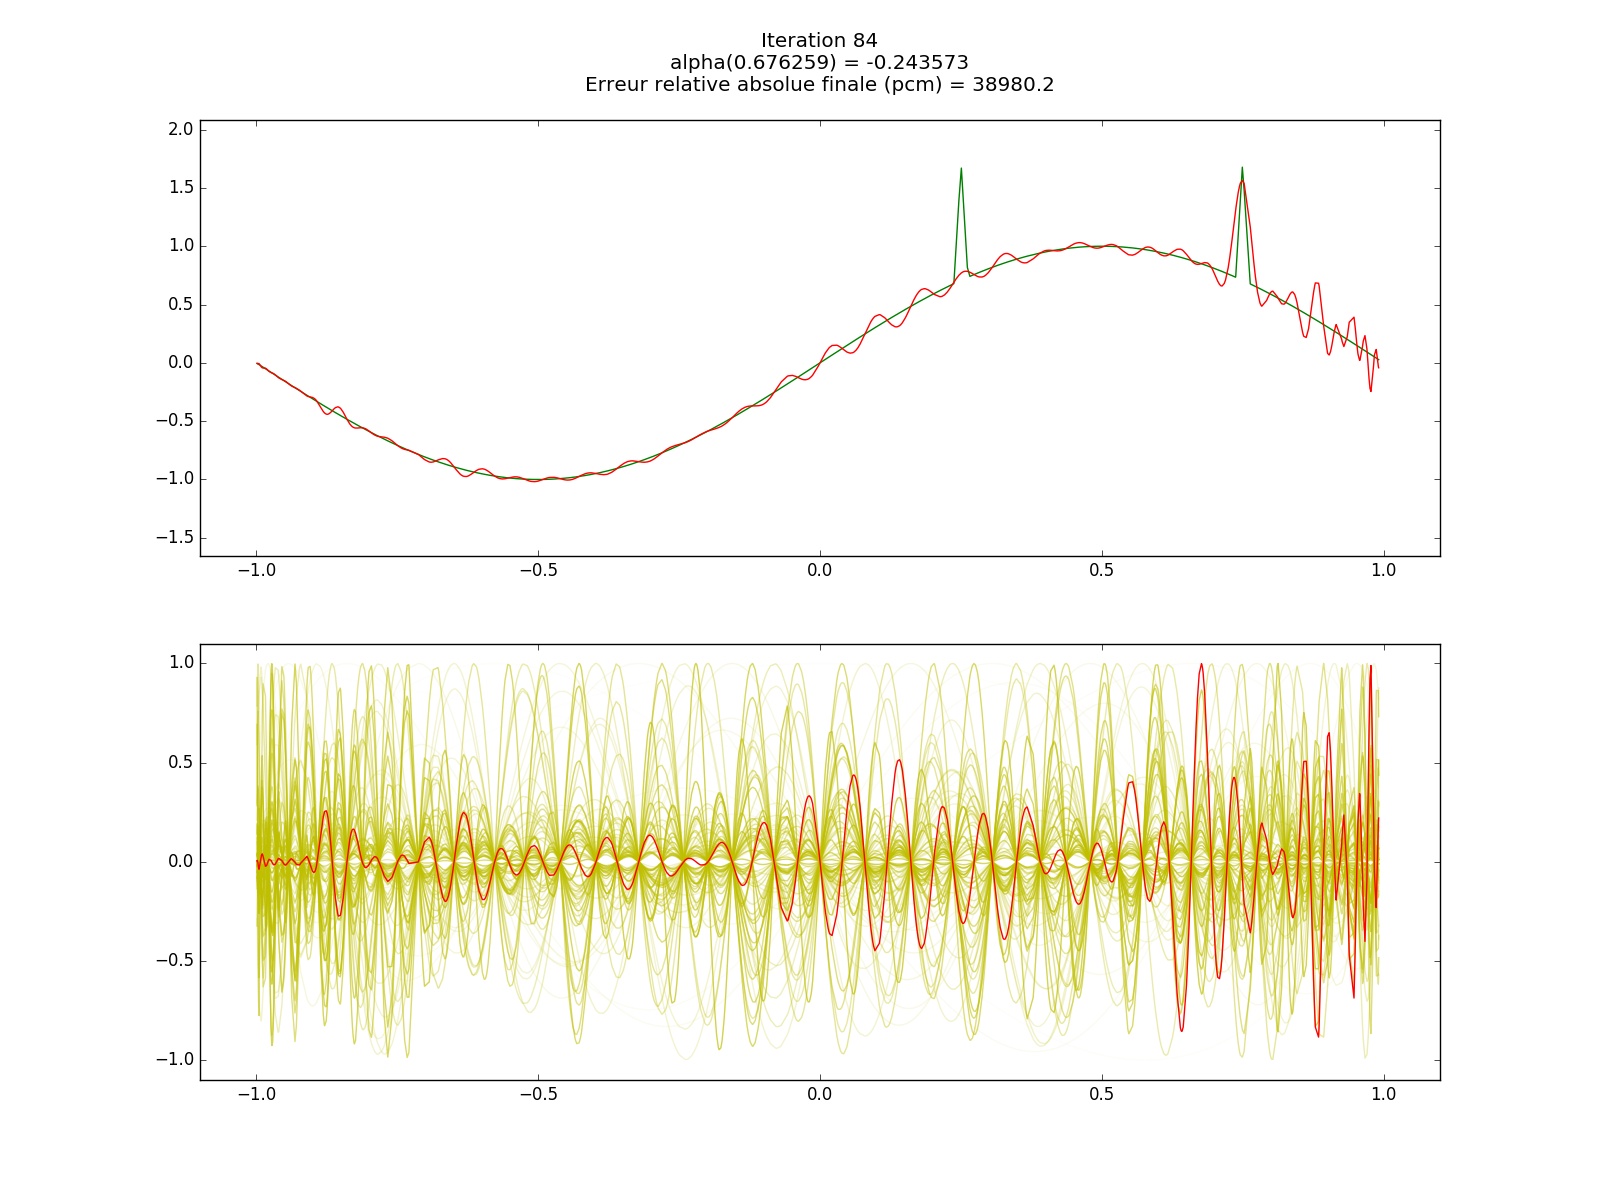 Iteration 84
alpha(0.676259) = -0.243573
Erreur relative absolue finale (pcm) = 38980.2
2.0
1.5
1.0
0.5
0.0
−0.5
−1.0
−1.5
−1.0 −0.5 0.0 0.5 1.0
1.0
0.5
0.0
−0.5
−1.0
−1.0 −0.5 0.0 0.5 1.0